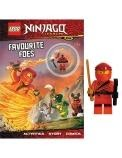 LEGO NINJAGO
FAVOURITE
FOES
ACTIVITIES STORY COMICS